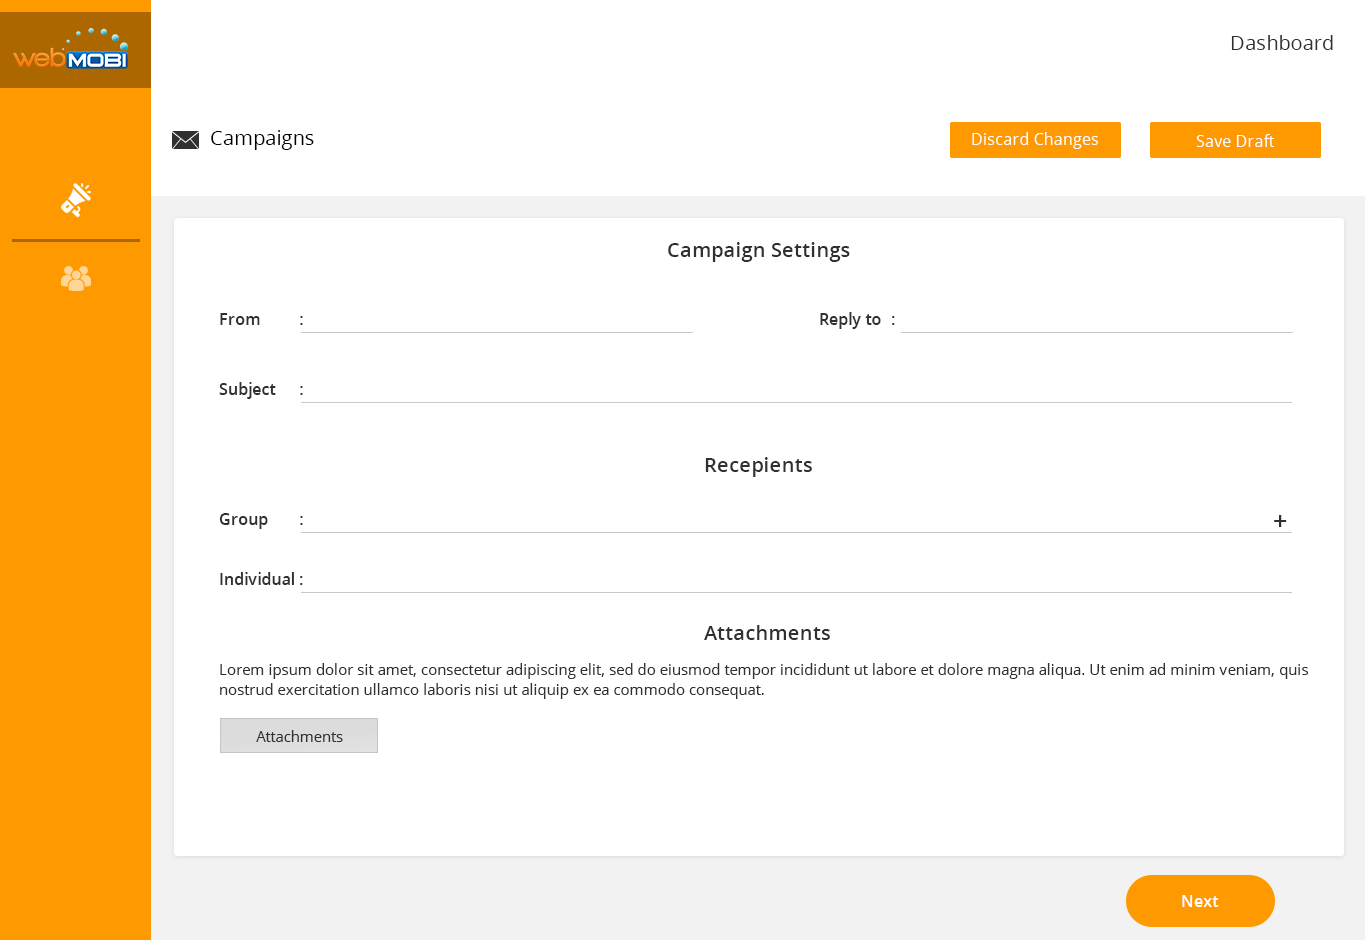 webMOBI
Dashboard
Campaigns
Discard Changes
Save Draft
Campaign Settings
From :
Reply to :
Subject :
Recepients
Group : +
Individual :
Attachments
Lorem ipsum dolor sit amet, consectetur adipiscing elit, sed do eiusmod tempor incididunt ut labore et dolore magna aliqua. Ut enim ad minim veniam, quis
nostrud exercitation ullamco laboris nisi ut aliquip ex ea commodo consequat.
Attachments
Next